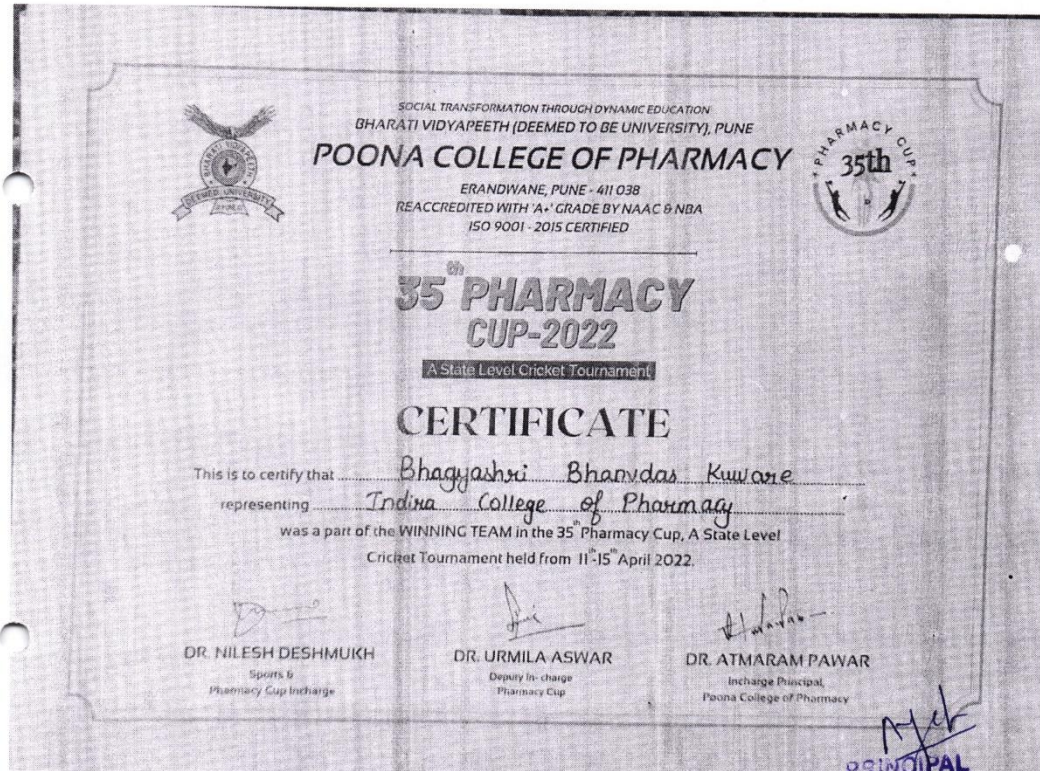 SOCIAL TRANSFORMATION THROUGH DYNAMIC EDUCATION
BHARATI VIDYAPEETH (DEEMED TO BE UNIVERSITY), PUNE
POONA COLLEGE OF PHARMACY
ERANDWANE, PUNE - 411 038
REACCREDITED WITH 'A+' GRADE BY NAAC & NBA
ISO 9001 - 2015 CERTIFIED
BHARATI VIDYAPEETH
DEEMED UNIVERSITY
PHARMACY CUP
35th
35th PHARMACY
CUP-2022
A State Level Cricket Tournament
CERTIFICATE
This is to certify that Bhagyashri Bhanudas Kuware
representing Indira College of Pharmacy
was a part of the WINNING TEAM in the 35th Pharmacy Cup, A State Level
Cricket Tournament held from 11th-15th April 2022.
DR. NILESH DESHMUKH
Sports &
Pharmacy Cup Incharge
DR. URMILA ASWAR
Deputy In- charge
Pharmacy Cup
DR. ATMARAM PAWAR
Incharge Principal,
Poona College of Pharmacy
PRINCIPAL